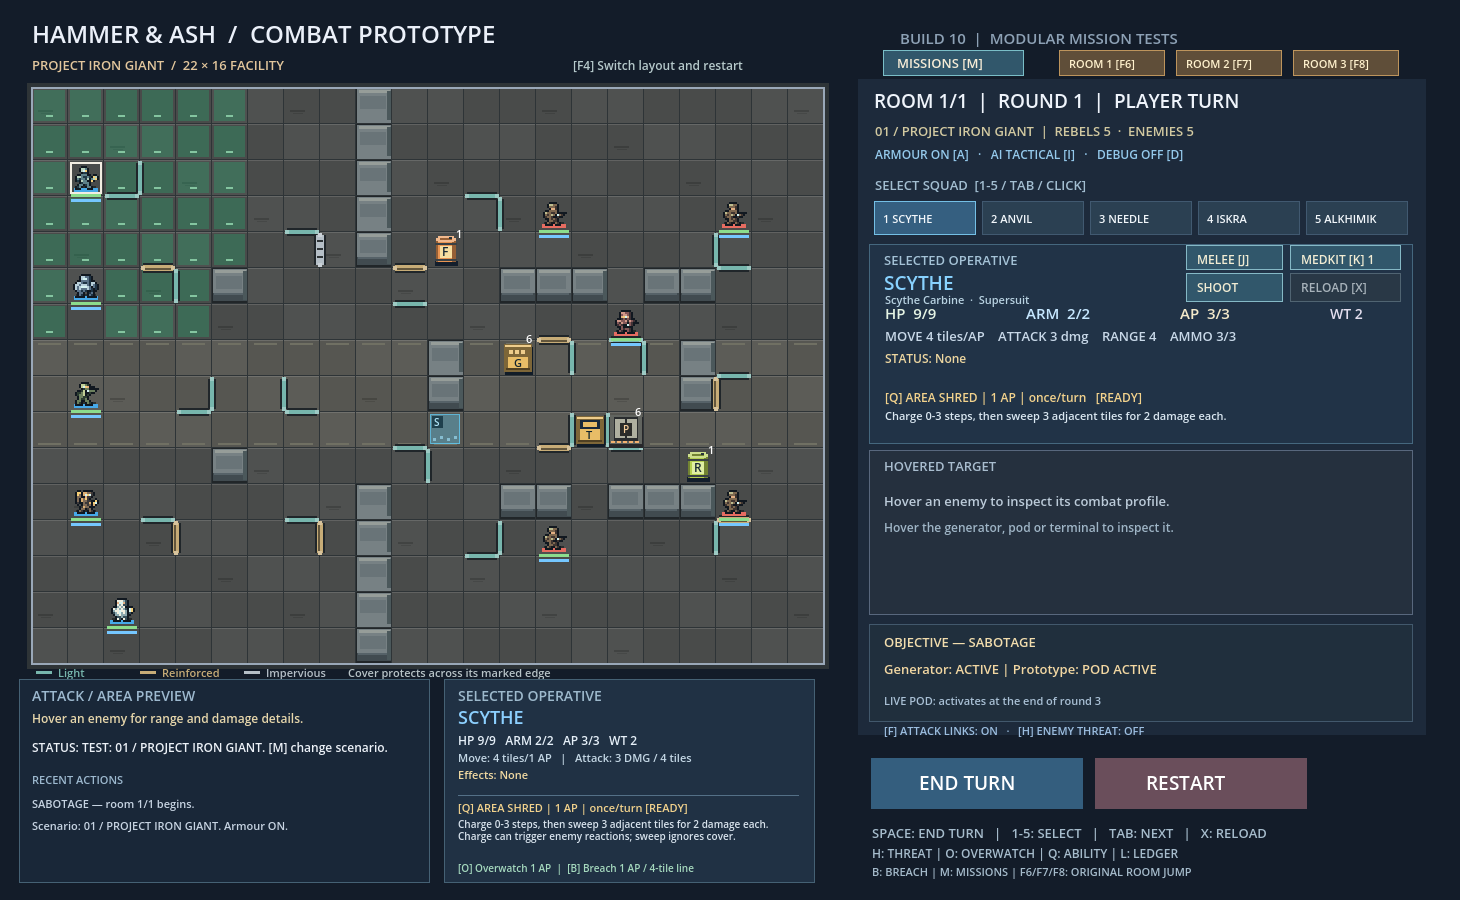 HAMMER & ASH / COMBAT PROTOTYPE
PROJECT IRON GIANT / 22 × 16 FACILITY
[F4] Switch layout and restart
BUILD 10 | MODULAR MISSION TESTS
MISSIONS [M]
ROOM 1 [F6]
ROOM 2 [F7]
ROOM 3 [F8]
F
1
G
6
S
T
P
6
R
1
Light
Reinforced
Impervious
Cover protects across its marked edge
ROOM 1/1 | ROUND 1 | PLAYER TURN
01 / PROJECT IRON GIANT | REBELS 5 · ENEMIES 5
ARMOUR ON [A] · AI TACTICAL [I] · DEBUG OFF [D]
SELECT SQUAD [1-5 / TAB / CLICK]
1 SCYTHE
2 ANVIL
3 NEEDLE
4 ISKRA
5 ALKHIMIK
SELECTED OPERATIVE
SCYTHE
Scythe Carbine · Supersuit
MELEE [J]
MEDKIT [K] 1
SHOOT
RELOAD [X]
HP 9/9 ARM 2/2 AP 3/3 WT 2
MOVE 4 tiles/AP ATTACK 3 dmg RANGE 4 AMMO 3/3
STATUS: None
[Q] AREA SHRED | 1 AP | once/turn [READY]
Charge 0-3 steps, then sweep 3 adjacent tiles for 2 damage each.
HOVERED TARGET
Hover an enemy to inspect its combat profile.
Hover the generator, pod or terminal to inspect it.
OBJECTIVE — SABOTAGE
Generator: ACTIVE | Prototype: POD ACTIVE
LIVE POD: activates at the end of round 3
[F] ATTACK LINKS: ON · [H] ENEMY THREAT: OFF
END TURN
RESTART
SPACE: END TURN | 1-5: SELECT | TAB: NEXT | X: RELOAD
H: THREAT | O: OVERWATCH | Q: ABILITY | L: LEDGER
B: BREACH | M: MISSIONS | F6/F7/F8: ORIGINAL ROOM JUMP
ATTACK / AREA PREVIEW
Hover an enemy for range and damage details.
STATUS: TEST: 01 / PROJECT IRON GIANT. [M] change scenario.
RECENT ACTIONS
SABOTAGE — room 1/1 begins.
Scenario: 01 / PROJECT IRON GIANT. Armour ON.
SELECTED OPERATIVE
SCYTHE
HP 9/9 ARM 2/2 AP 3/3 WT 2
Move: 4 tiles/1 AP | Attack: 3 DMG / 4 tiles
Effects: None
[Q] AREA SHRED | 1 AP | once/turn [READY]
Charge 0-3 steps, then sweep 3 adjacent tiles for 2 damage each.
Charge can trigger enemy reactions; sweep ignores cover.
[O] Overwatch 1 AP | [B] Breach 1 AP / 4-tile line